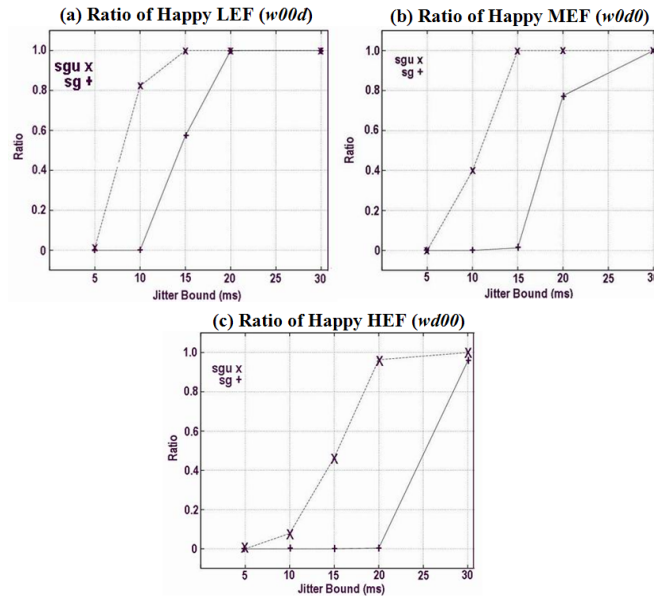 (a) Ratio of Happy LEF (w00d)
1.0
0.8
0.6
0.4
0.2
0
Ratio
sgu x
sg +
5 10 15 20 25 30
Jitter Bound (ms)
(b) Ratio of Happy MEF (w0d0)
1.0
0.8
0.6
0.4
0.2
0
Ratio
sgu x
sg +
5 10 15 20 25 30
Jitter Bound (ms)
(c) Ratio of Happy HEF (wd00)
1.0
0.8
0.6
0.4
0.2
0
Ratio
sgu x
sg +
5 10 15 20 25 30
Jitter Bound (ms)